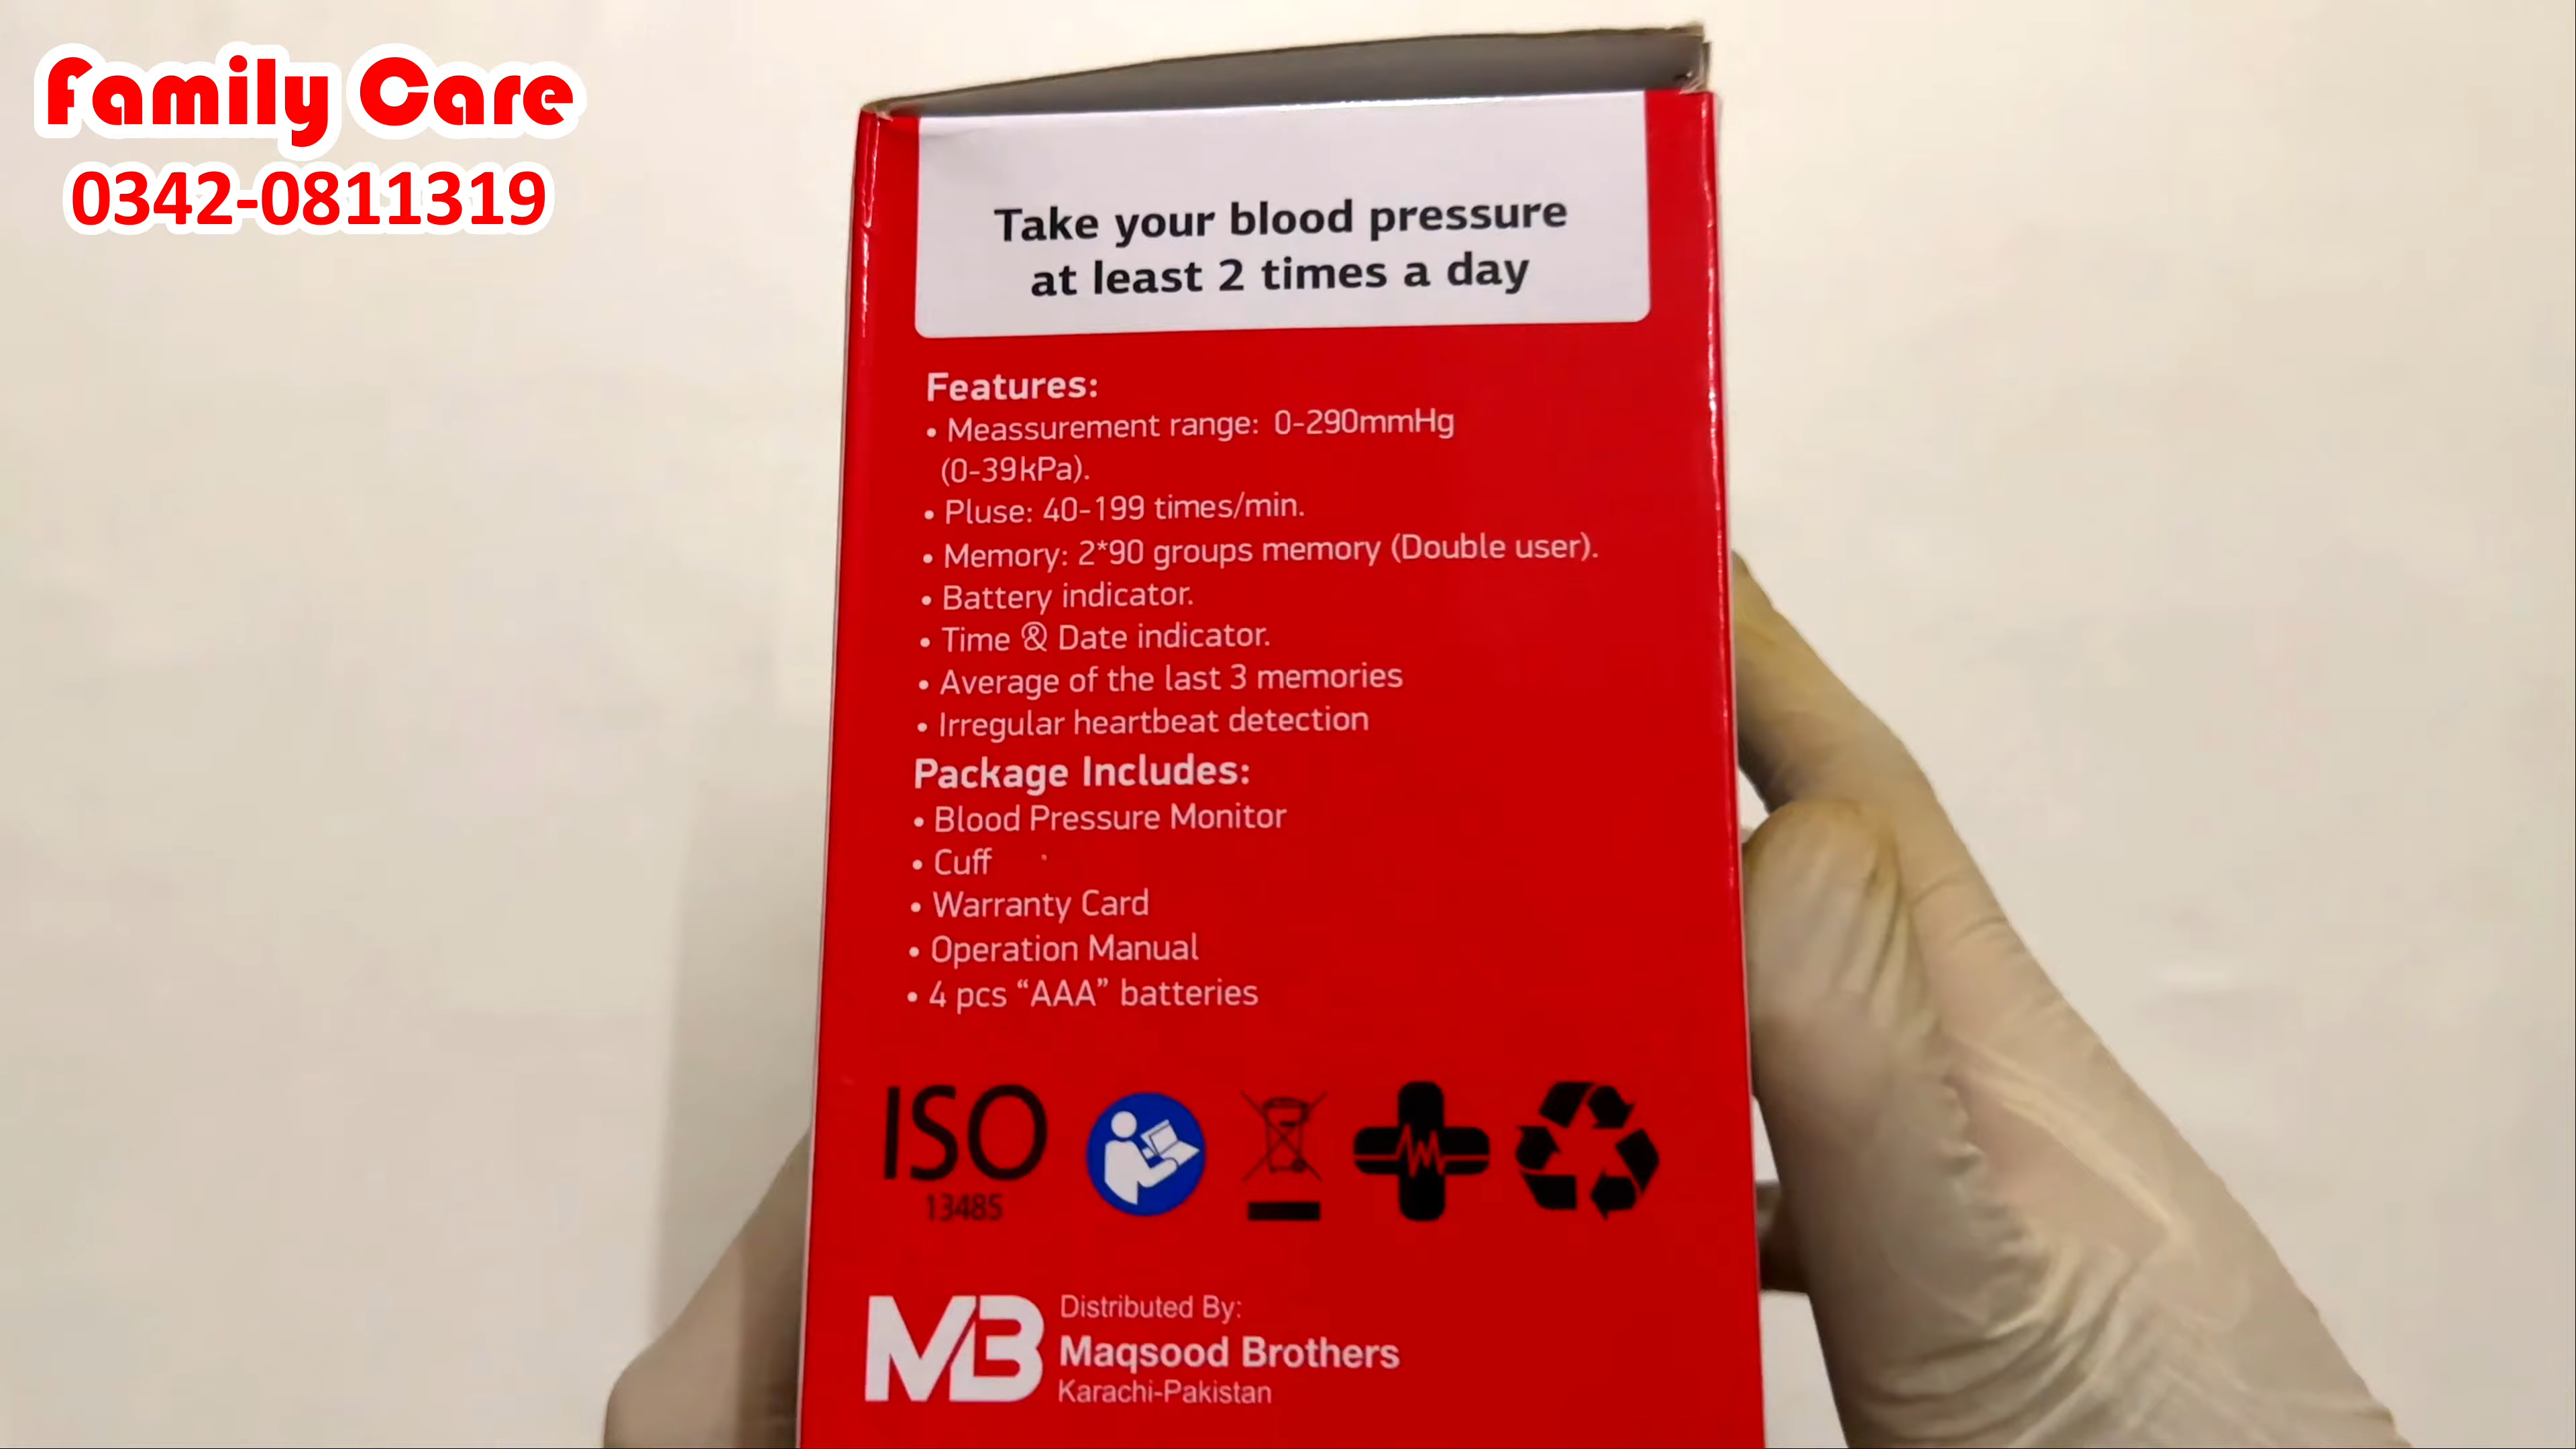 Family Care
0342-0811319
Take your blood pressure
at least 2 times a day
Features:
• Meassurement range: 0-290mmHg
(0-39kPa).
• Pluse: 40-199 times/min.
• Memory: 2*90 groups memory (Double user).
• Battery indicator.
• Time & Date indicator.
• Average of the last 3 memories
• Irregular heartbeat detection
Package Includes:
• Blood Pressure Monitor
• Cuff
• Warranty Card
• Operation Manual
• 4 pcs “AAA” batteries
ISO
13485
MB
Distributed By:
Maqsood Brothers
Karachi-Pakistan